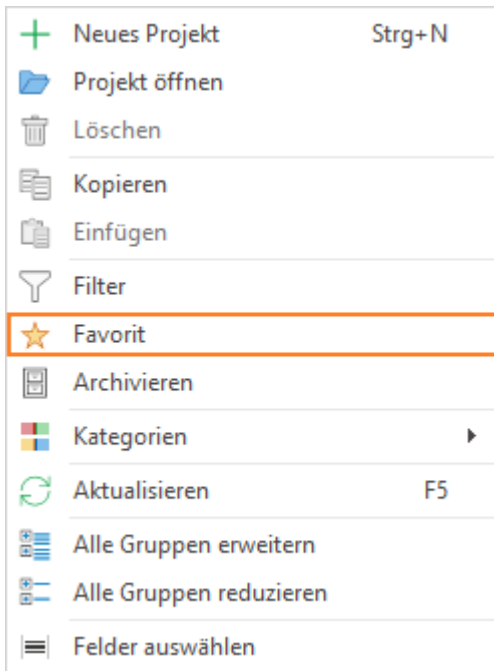 Neues Projekt Strg+N
Projekt öffnen
Löschen
Kopieren
Einfügen
Filter
Favorit
Archivieren
Kategorien
Aktualisieren F5
Alle Gruppen erweitern
Alle Gruppen reduzieren
Felder auswählen